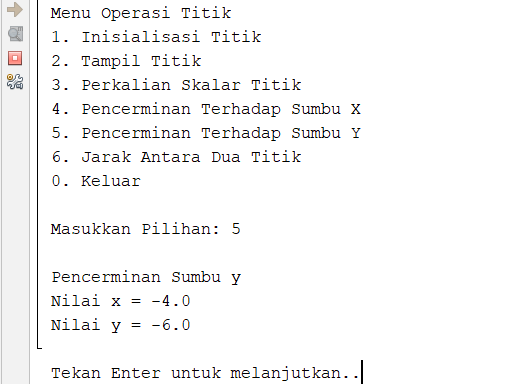 Menu Operasi Titik
1. Inisialisasi Titik
2. Tampil Titik
3. Perkalian Skalar Titik
4. Pencerminan Terhadap Sumbu X
5. Pencerminan Terhadap Sumbu Y
6. Jarak Antara Dua Titik
0. Keluar
Masukkan Pilihan: 5
Pencerminan Sumbu y
Nilai x = -4.0
Nilai y = -6.0
Tekan Enter untuk melanjutkan..